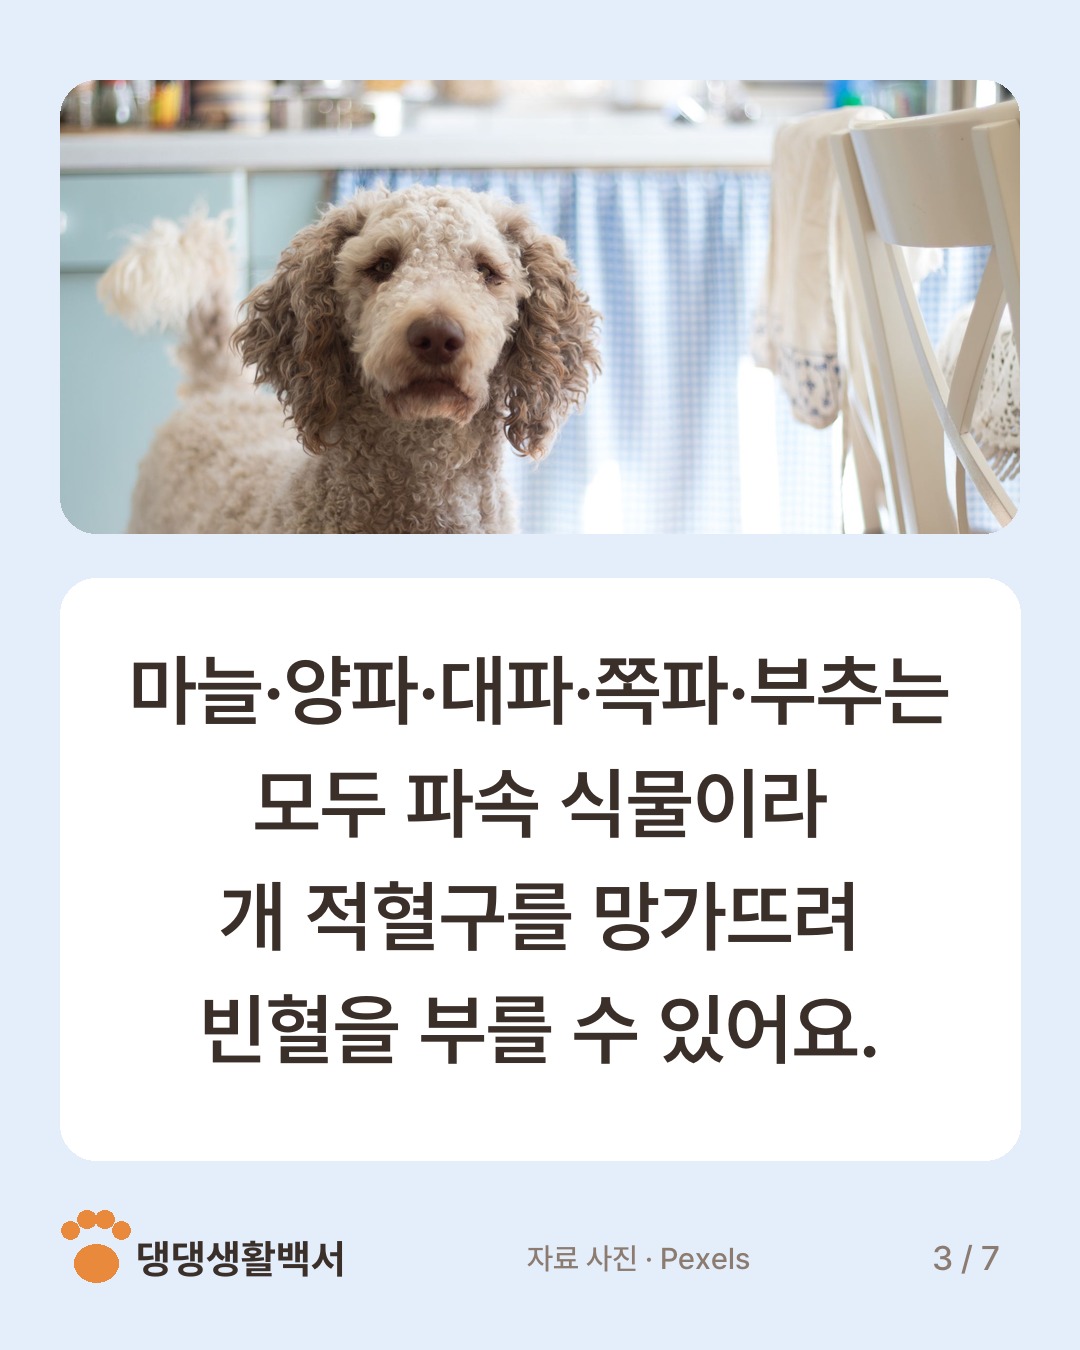 마늘·양파·대파·쪽파·부추는
모두 파속 식물이라
개 적혈구를 망가뜨려
빈혈을 부를 수 있어요.
댕댕생활백서
자료 사진 · Pexels
3 / 7